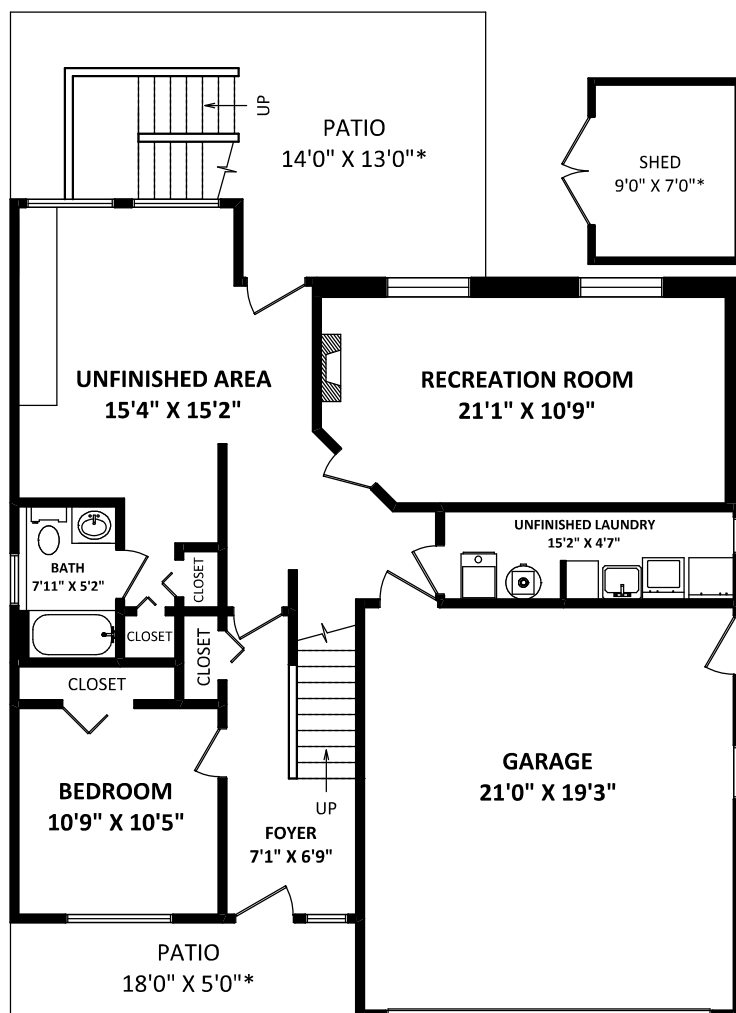 UP
PATIO
14'0" X 13'0"*
SHED
9'0" X 7'0"*
UNFINISHED AREA
15'4" X 15'2"
RECREATION ROOM
21'1" X 10'9"
UNFINISHED LAUNDRY
15'2" X 4'7"
BATH
7'11" X 5'2"
CLOSET
CLOSET
CLOSET
CLOSET
BEDROOM
10'9" X 10'5"
UP
FOYER
7'1" X 6'9"
GARAGE
21'0" X 19'3"
PATIO
18'0" X 5'0"*